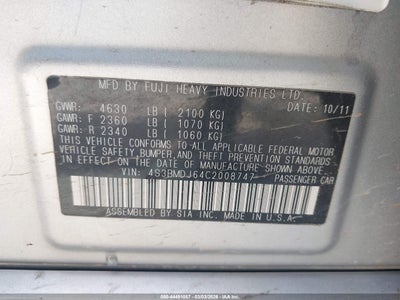 MFD BY FUJI HEAVY INDUSTRIES LTD.
DATE: 10/11
GVWR: 4630 LB ( 2100 KG)
GAWR: F 2360 LB ( 1070 KG)
GAWR: R 2340 LB ( 1060 KG)
THIS VEHICLE CONFORMS TO ALL APPLICABLE FEDERAL MOTOR
VEHICLE SAFETY, BUMPER, AND THEFT PREVENTION STANDARDS
IN EFFECT ON THE DATE OF MANUFACTURE SHOWN ABOVE.
VIN: 4S3BMDJ64C2008747
PASSENGER CAR
ASSEMBLED BY SIA INC. MADE IN U.S.A